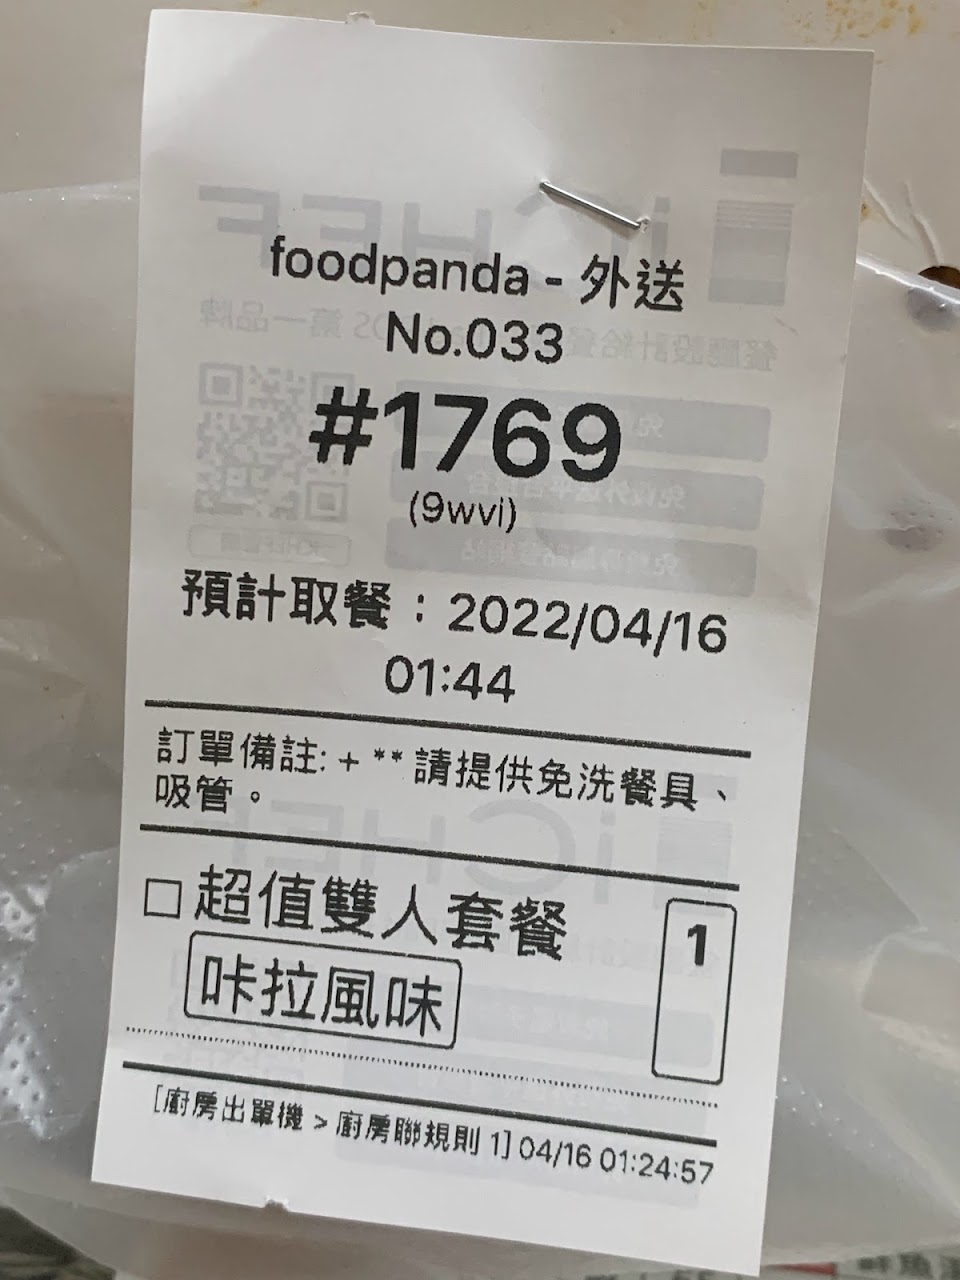 foodpanda - 外送
No.033
#1769
(9wvi)
預計取餐：2022/04/16
01:44
訂單備註: + ** 請提供免洗餐具、
吸管。
□ 超值雙人套餐 1
咔拉風味
[廚房出單機 > 廚房聯規則 1] 04/16 01:24:57